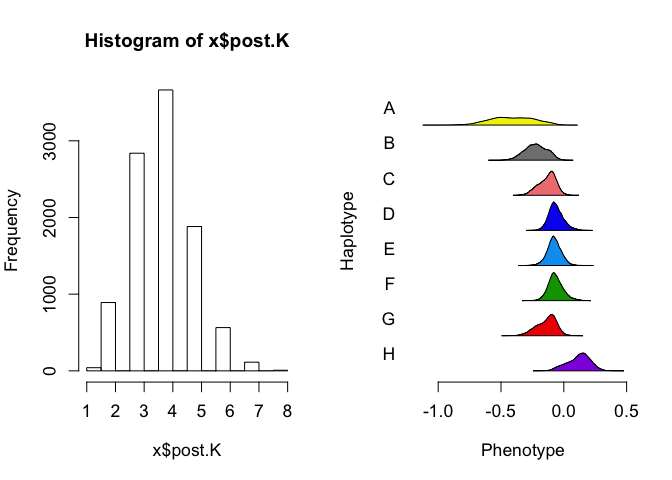 Histogram of x$post.K
Frequency
0
1000
2000
3000
1 2 3 4 5 6 7 8
x$post.K
Haplotype
A
B
C
D
E
F
G
H
-1.0 -0.5 0.0 0.5
Phenotype